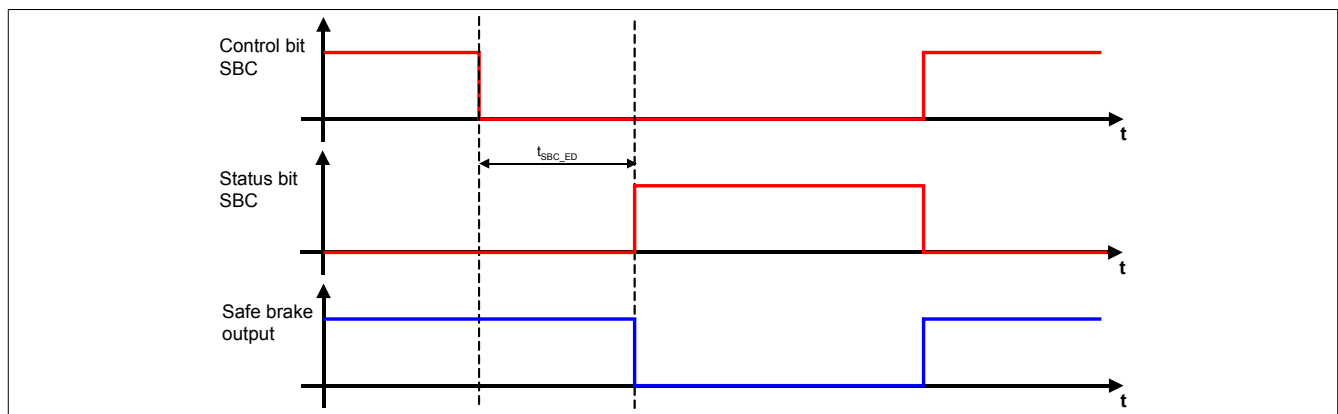 Control bit
SBC
t
tSBC_ED
Status bit
SBC
t
Safe brake
output
t